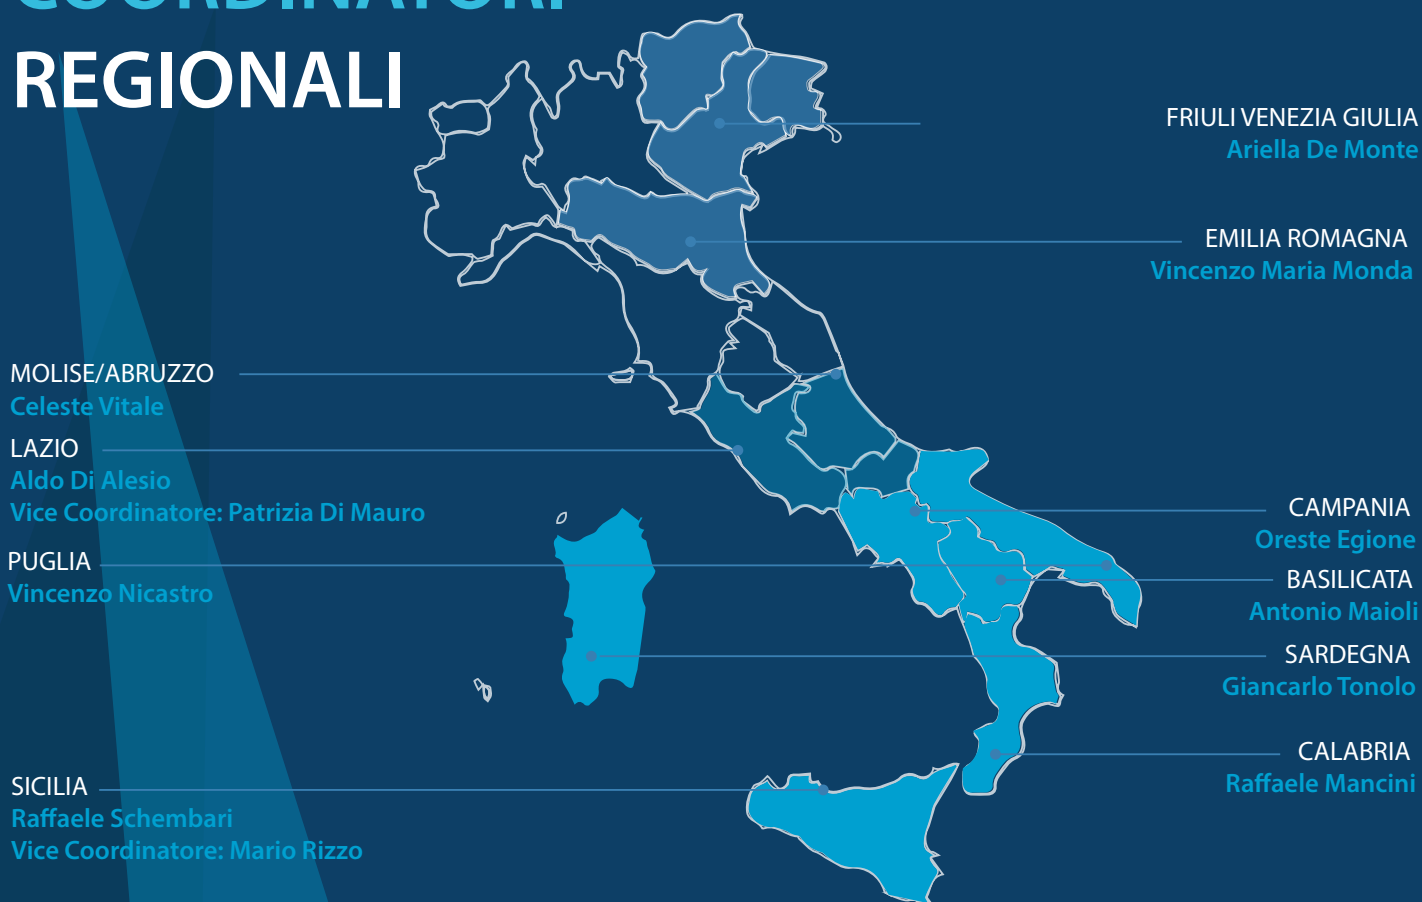 COORDINATORI
REGIONALI
FRIULI VENEZIA GIULIA
Ariella De Monte
EMILIA ROMAGNA
Vincenzo Maria Monda
MOLISE/ABRUZZO
Celeste Vitale
LAZIO
Aldo Di Alesio
Vice Coordinatore: Patrizia Di Mauro
PUGLIA
Vincenzo Nicastro
CAMPANIA
Oreste Egione
BASILICATA
Antonio Maioli
SARDEGNA
Giancarlo Tonolo
CALABRIA
Raffaele Mancini
SICILIA
Raffaele Schembari
Vice Coordinatore: Mario Rizzo